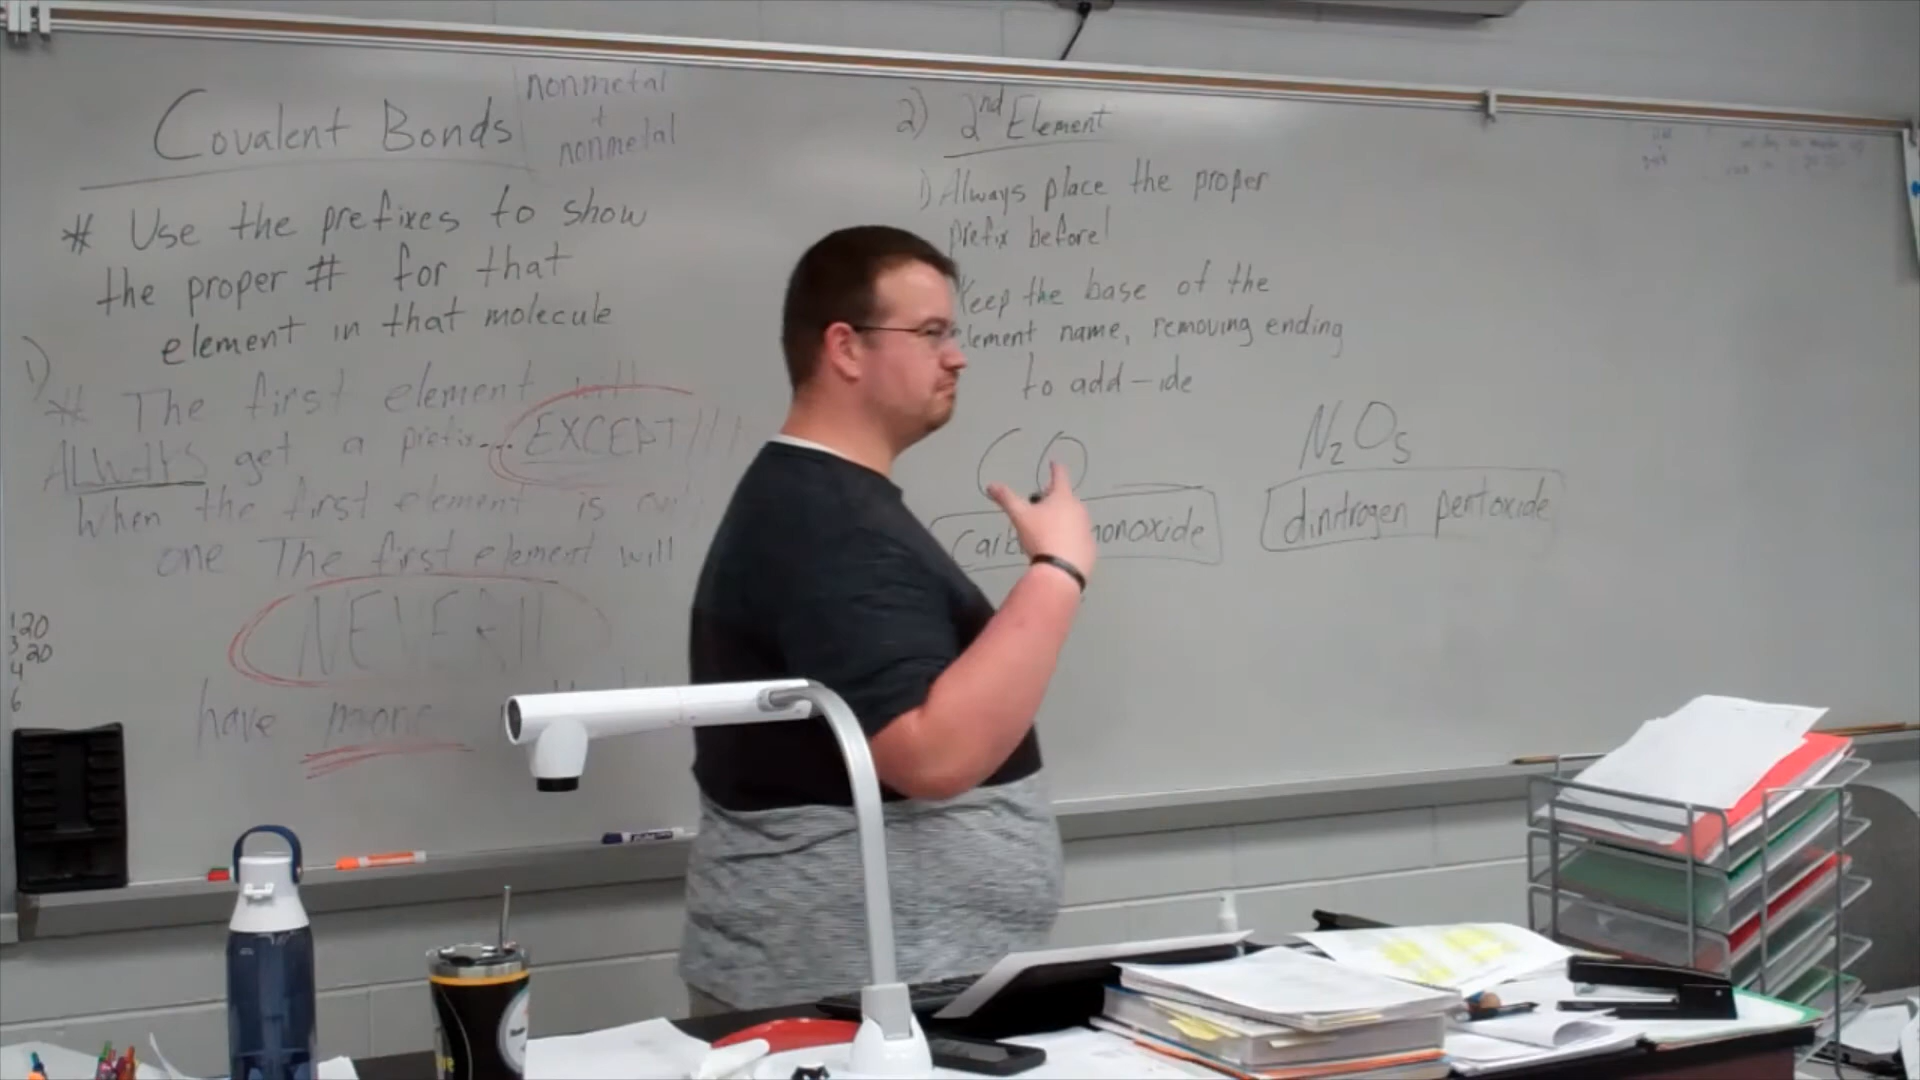 Covalent Bonds
nonmetal
+
nonmetal
* Use the prefixes to show
the proper # for that
element in that molecule
1)
* The first element will
ALWAYS get a prefix... EXCEPT!!
When the first element is only
one The first element will
NEVER!!
have more
120
3 20
4
6
2) 2nd Element
1) Always place the proper
prefix before!
Keep the base of the
element name, removing ending
to add -ide
CO
monoxide
N2O5
dinitrogen pentoxide